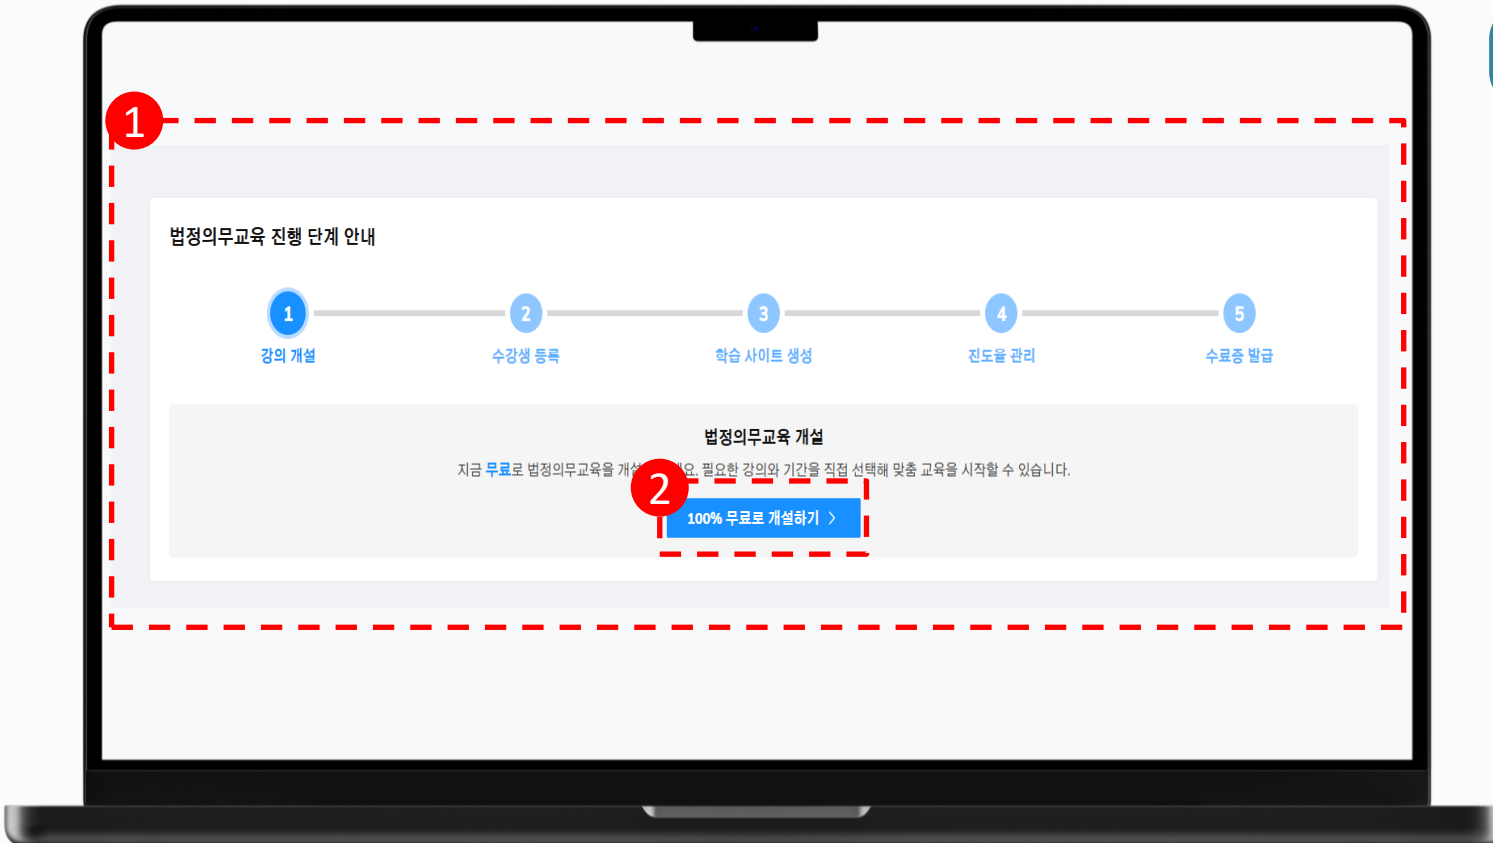 1
법정의무교육 진행 단계 안내
1 2 3 4 5
강의 개설 수강생 등록 학습 사이트 생성 진도율 관리 수료증 발급
법정의무교육 개설
지금 무료로 법정의무교육을 필요한 강의와 기간을 직접 선택해 맞춤 교육을 시작할 수 있습니다.
2
100% 무료로 개설하기 >